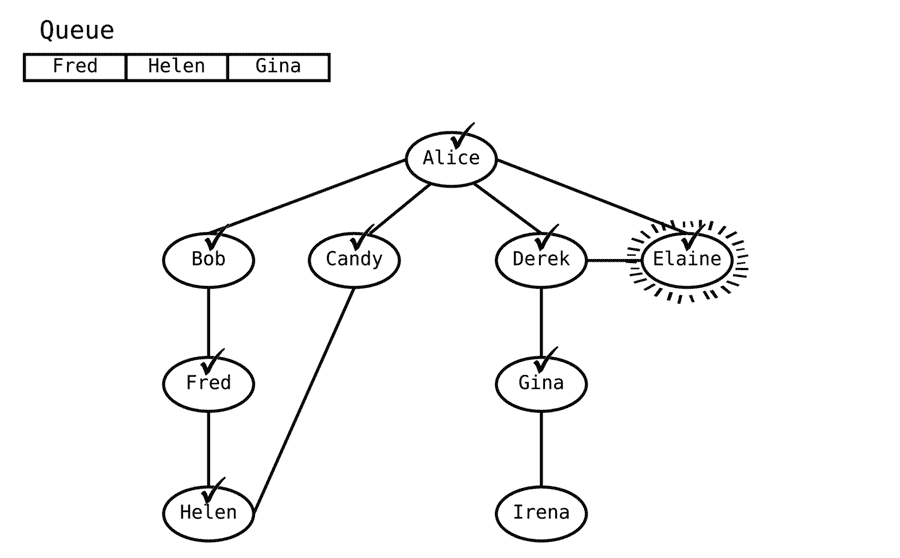 Queue
Fred Helen Gina
Alice
Bob Candy Derek Elaine
Fred Gina
Helen Irena